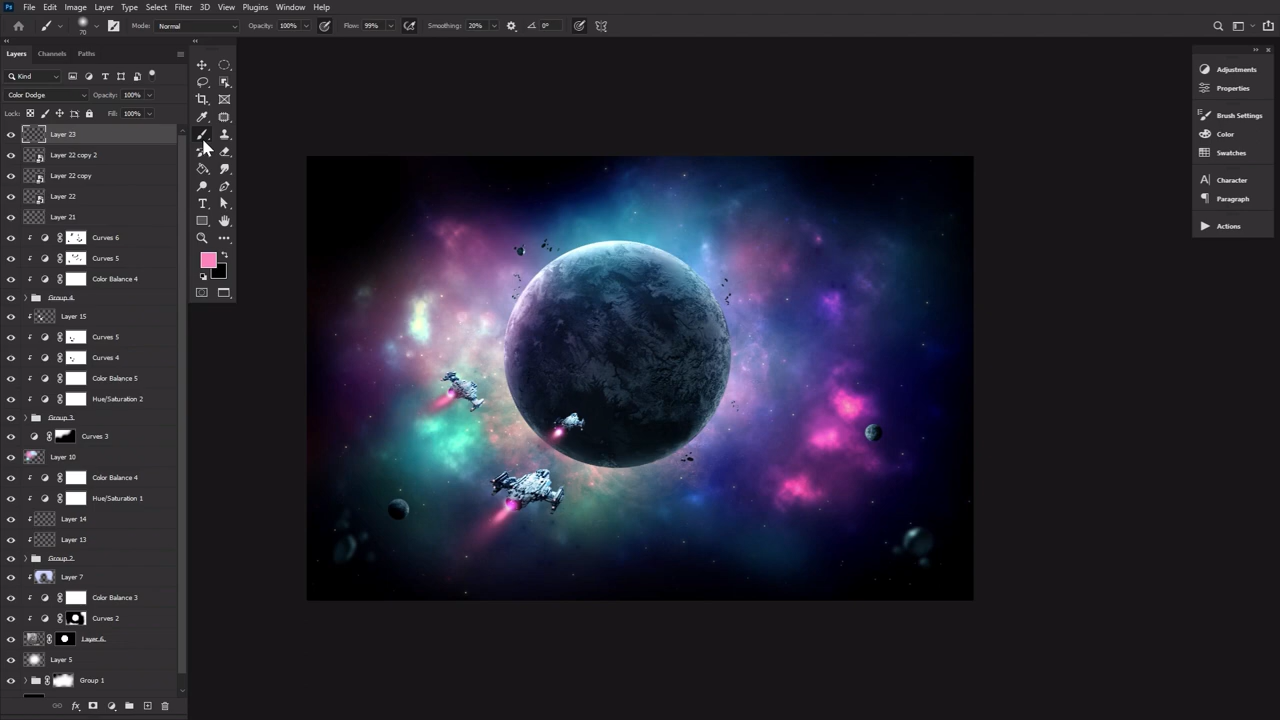 Ps File Edit Image Layer Type Select Filter 3D View Plugins Window Help
70 Mode: Normal Opacity: 100% Flow: 99% Smoothing: 20% 0°
Layers Channels Paths
Kind
Color Dodge Opacity: 100%
Lock: Fill: 100%
Layer 23
Layer 22 copy 2
Layer 22 copy
Layer 22
Layer 21
Curves 6
Curves 5
Color Balance 4
Group 4
Layer 15
Curves 5
Curves 4
Color Balance 5
Hue/Saturation 2
Group 3
Curves 3
Layer 10
Color Balance 4
Hue/Saturation 1
Layer 14
Layer 13
Group 2
Layer 7
Color Balance 3
Curves 2
Layer 6
Layer 5
Group 1
fx
Adjustments
Properties
Brush Settings
Color
Swatches
Character
Paragraph
Actions